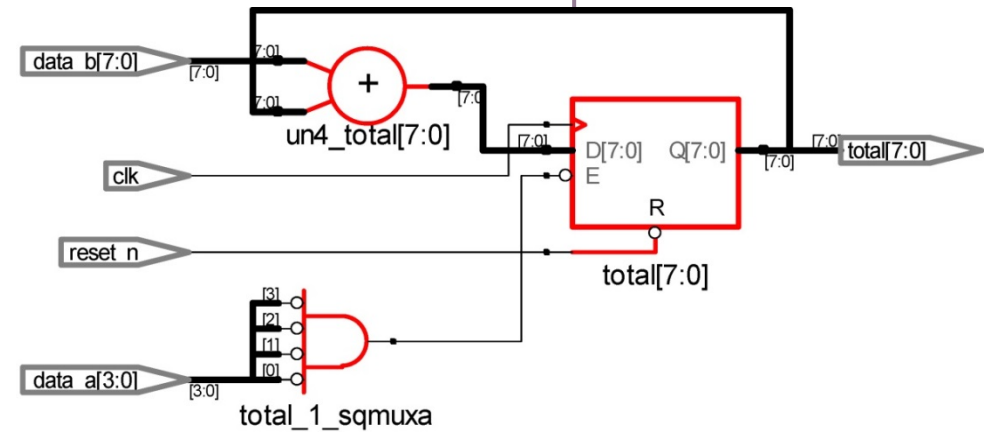 data_b[7:0]
[7:0]
7:0]
7:0]
+
un4_total[7:0]
[7:0
clk
[7:0]
D[7:0]
Q[7:0]
E
R
[7:0]
[7:0]
total[7:0]
reset_n
total[7:0]
[3]
[2]
[1]
[0]
data_a[3:0]
[3:0]
total_1_sqmuxa